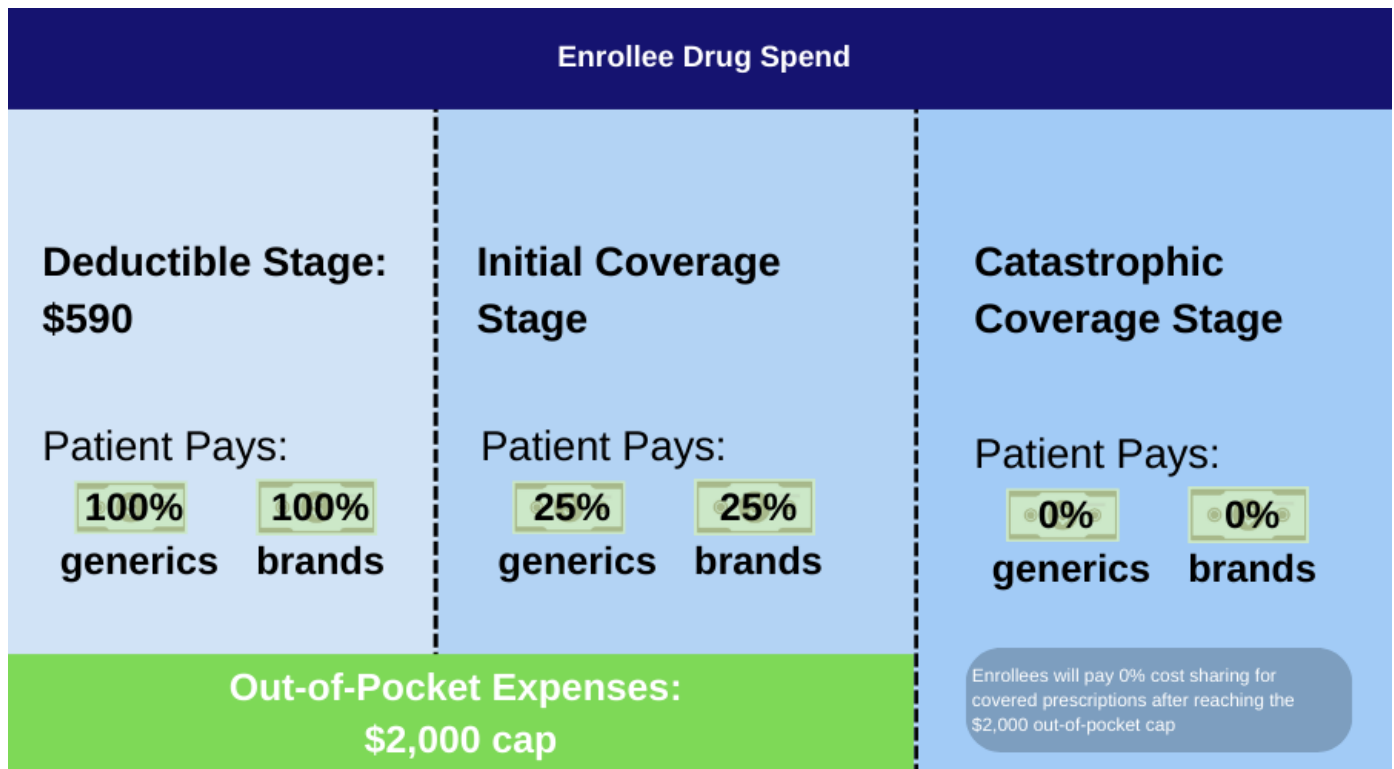 Enrollee Drug Spend
Deductible Stage:
$590
Patient Pays:
100% 100%
generics brands
Initial Coverage
Stage
Patient Pays:
25% 25%
generics brands
Catastrophic
Coverage Stage
Patient Pays:
0% 0%
generics brands
Enrollees will pay 0% cost sharing for
covered prescriptions after reaching the
$2,000 out-of-pocket cap
Out-of-Pocket Expenses:
$2,000 cap